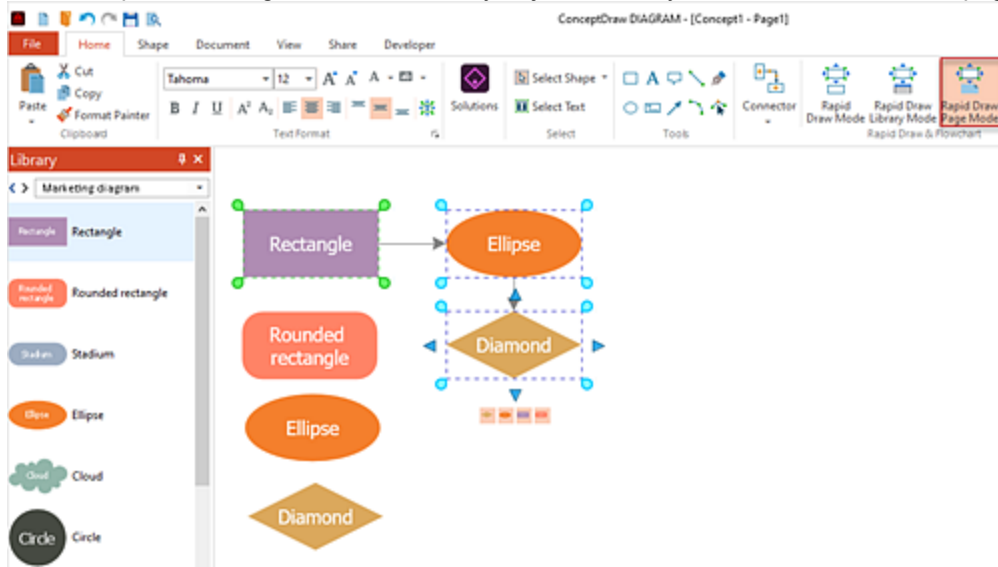 ConceptDraw DIAGRAM - [Concept1 - Page1]
File Home Shape Document View Share Developer
Cut
Copy
Format Painter
Paste
Clipboard
Tahoma 12 A A A
B I U A² A₂
Text Format
Solutions
Select Shape
Select Text
Select
A
Tools
Connector
Rapid
Draw Mode
Rapid Draw
Library Mode
Rapid Draw
Page Mode
Rapid Draw & Flowchart
Library
Marketing diagram
Rectangle Rectangle
Rounded
rectangle
Rounded rectangle
Stadium Stadium
Ellipse Ellipse
Cloud Cloud
Circle Circle
Rectangle
Ellipse
Rounded
rectangle
Diamond
Ellipse
Diamond